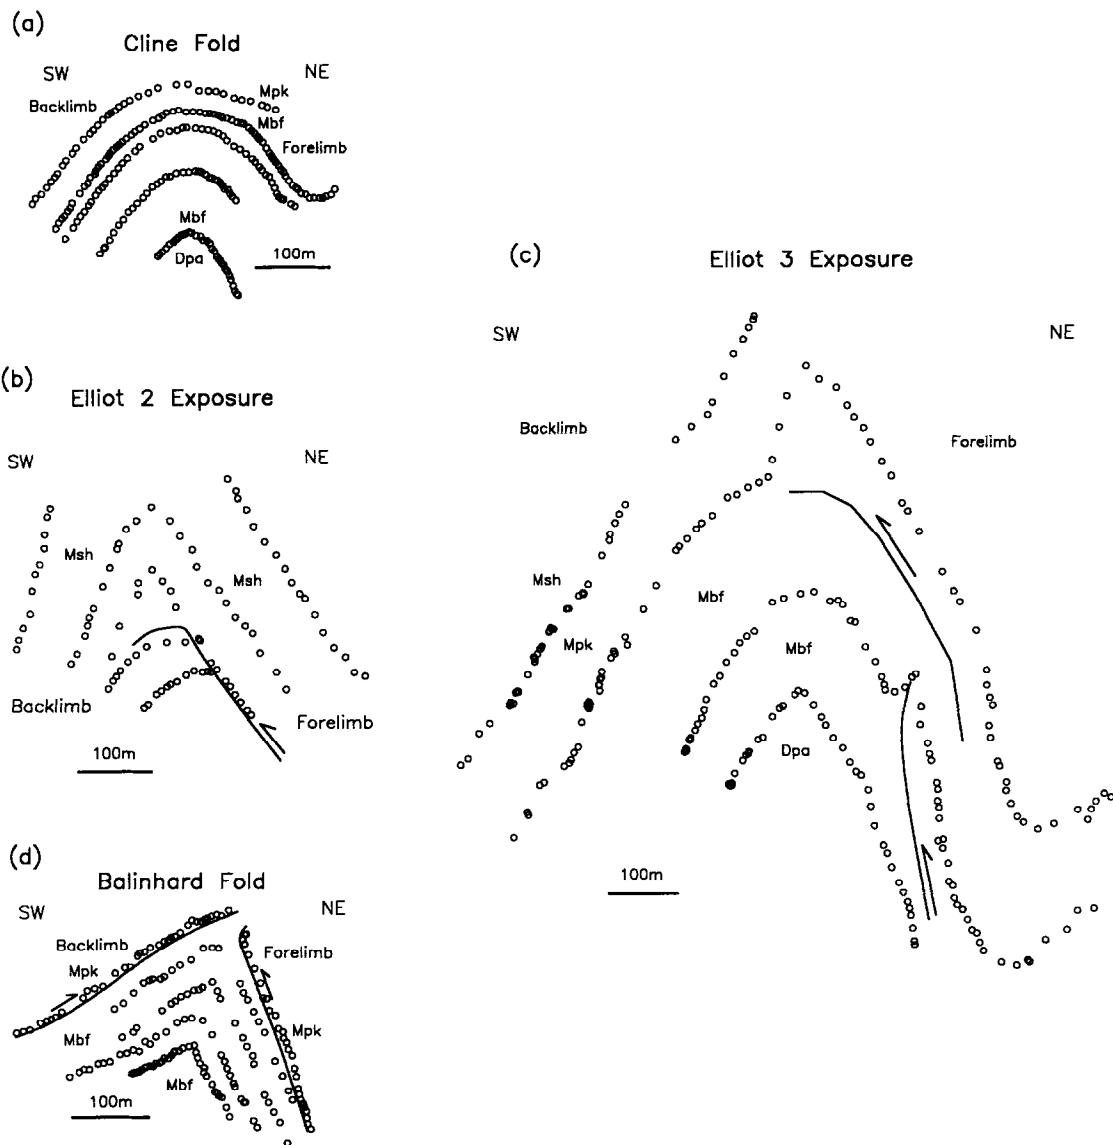 (a)
Cline Fold
SW
NE
Backlimb
Mpk
Mbf
Forelimb
Mbf
Dpa
100m
(b)
Elliot 2 Exposure
SW
NE
Msh
Msh
Backlimb
Forelimb
100m
(c)
Elliot 3 Exposure
SW
NE
Backlimb
Forelimb
Msh
Mpk
Mbf
Mbf
Dpa
100m
(d)
Balinhard Fold
SW
NE
Backlimb
Forelimb
Mpk
Mbf
Mpk
Mbf
100m